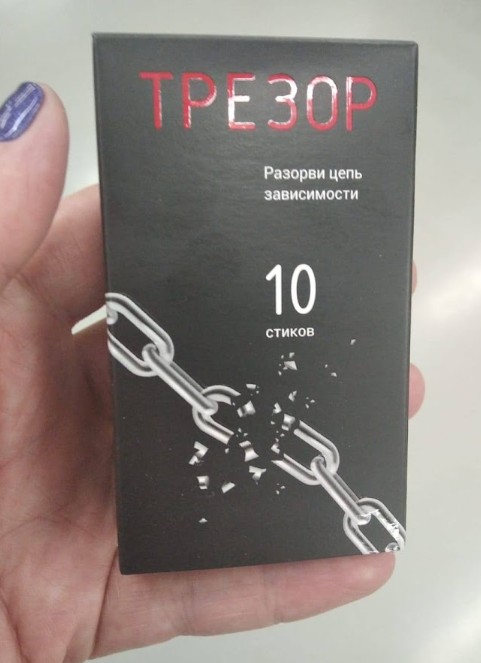 ТРЕЗОР
Разорви цепь
зависимости
10
стиков